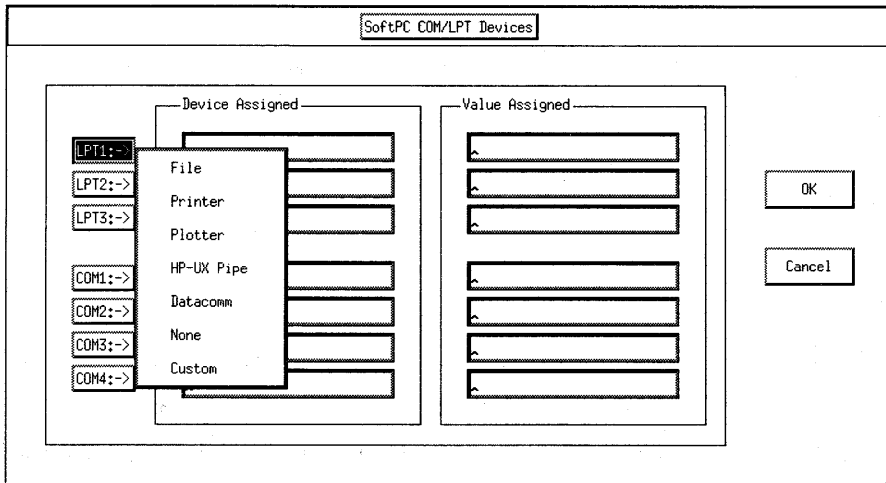 SoftPC COM/LPT Devices
Device Assigned
Value Assigned
LPT1:->
LPT2:->
LPT3:->
COM1:->
COM2:->
COM3:->
COM4:->
File
Printer
Plotter
HP-UX Pipe
Datacomm
None
Custom
^
^
^
^
^
^
^
OK
Cancel